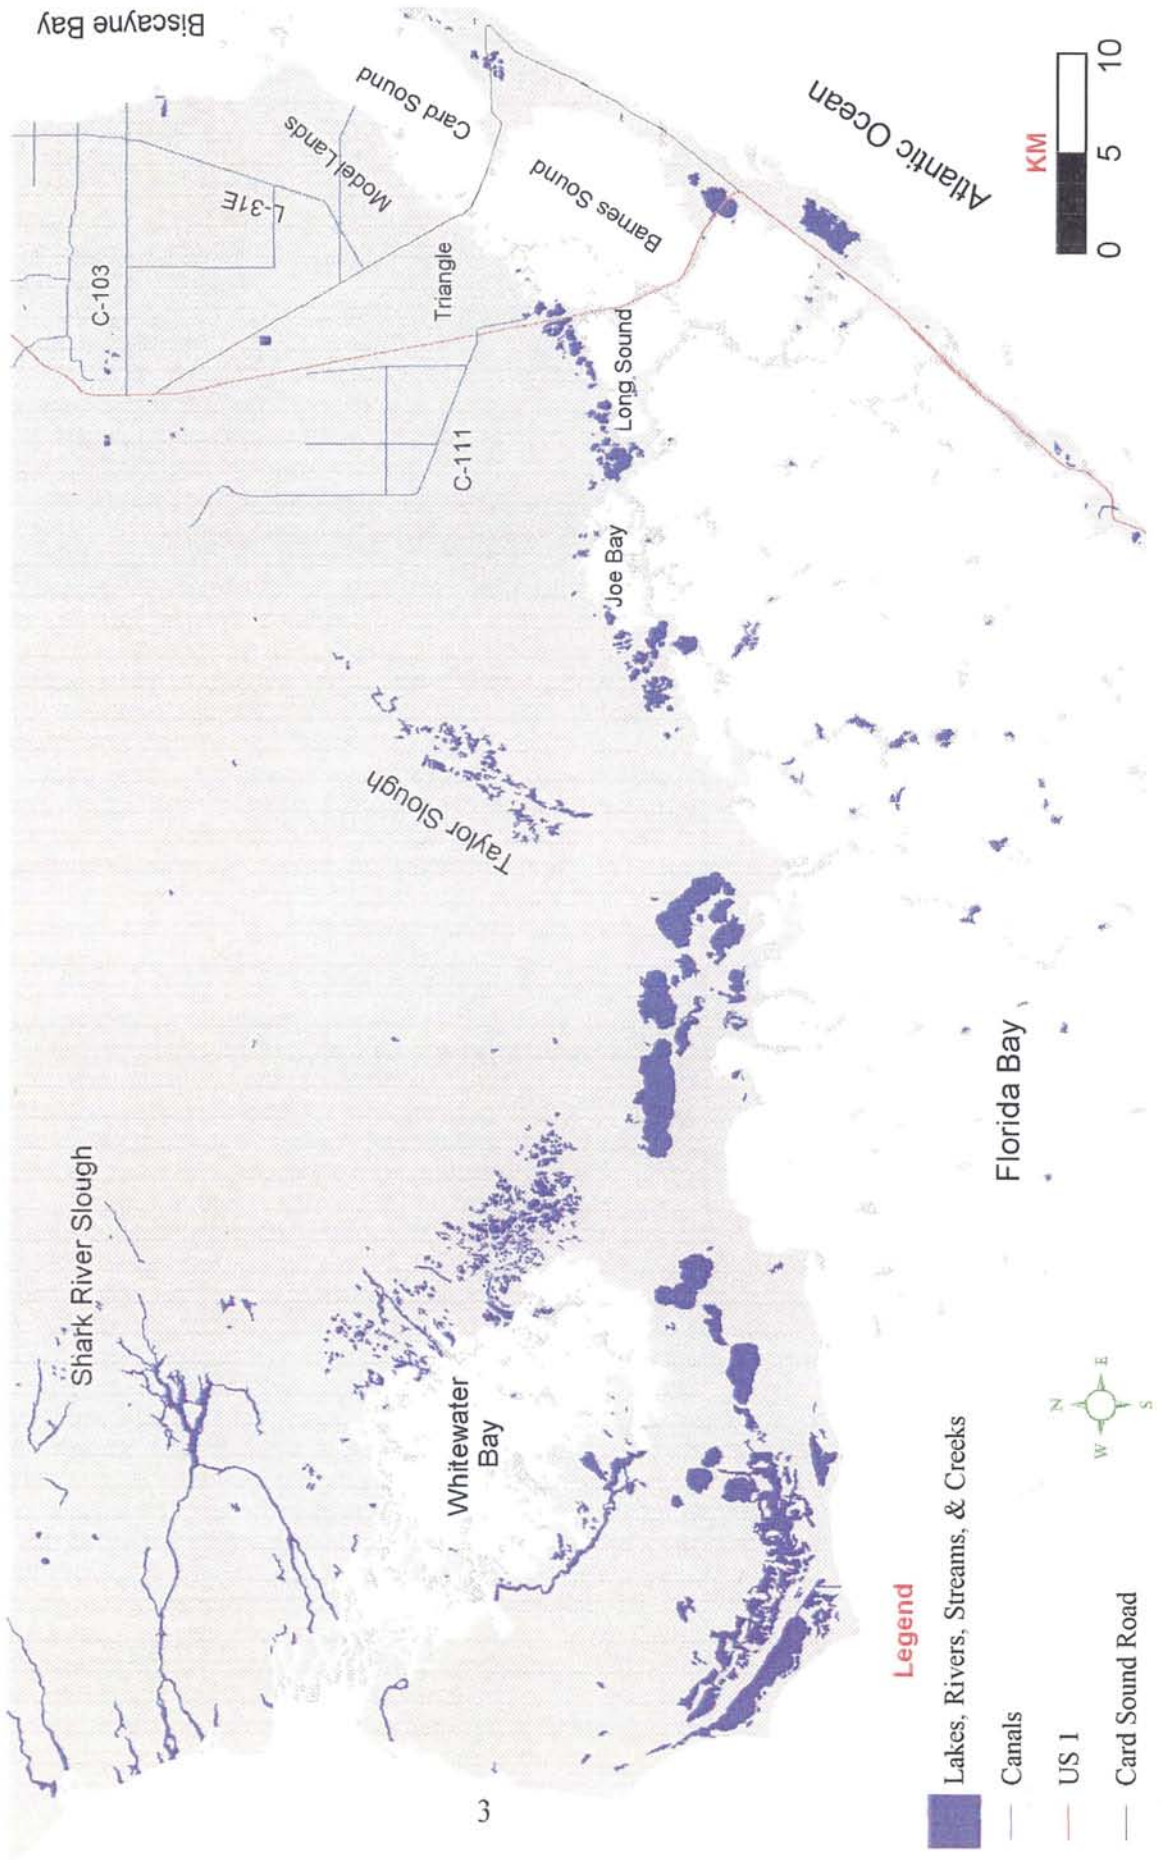 Shark River Slough
Biscayne Bay
C-103
L-31E
Model Lands
Card Sound
Triangle
Barnes Sound
Atlantic Ocean
C-111
Long Sound
Joe Bay
Taylor Slough
Whitewater
Bay
Florida Bay
KM
0 5 10
N
W E
S
Legend
Lakes, Rivers, Streams, & Creeks
Canals
US 1
Card Sound Road
3